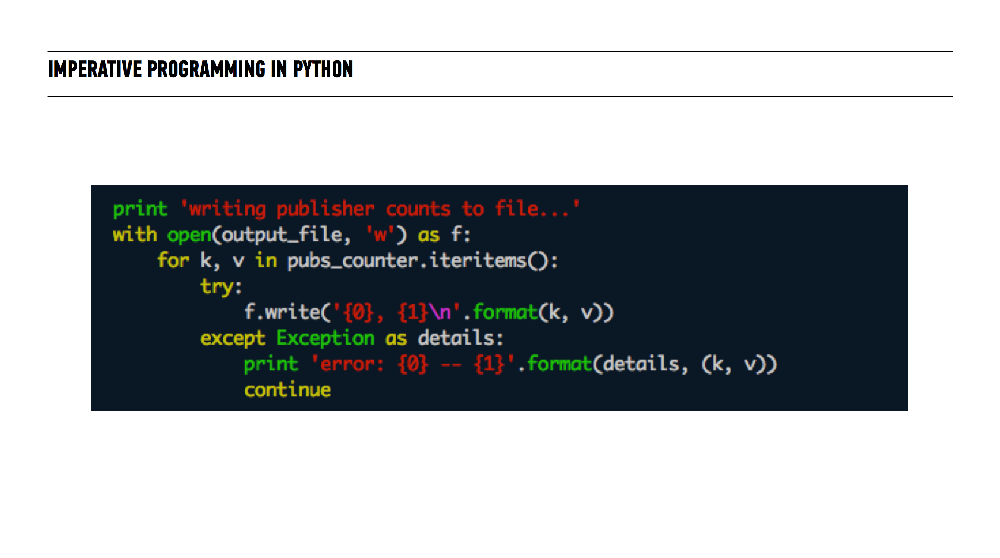 IMPERATIVE PROGRAMMING IN PYTHON
print 'writing publisher counts to file...'
with open(output_file, 'w') as f:
    for k, v in pubs_counter.iteritems():
        try:
            f.write('{0}, {1}\n'.format(k, v))
        except Exception as details:
            print 'error: {0} -- {1}'.format(details, (k, v))
            continue